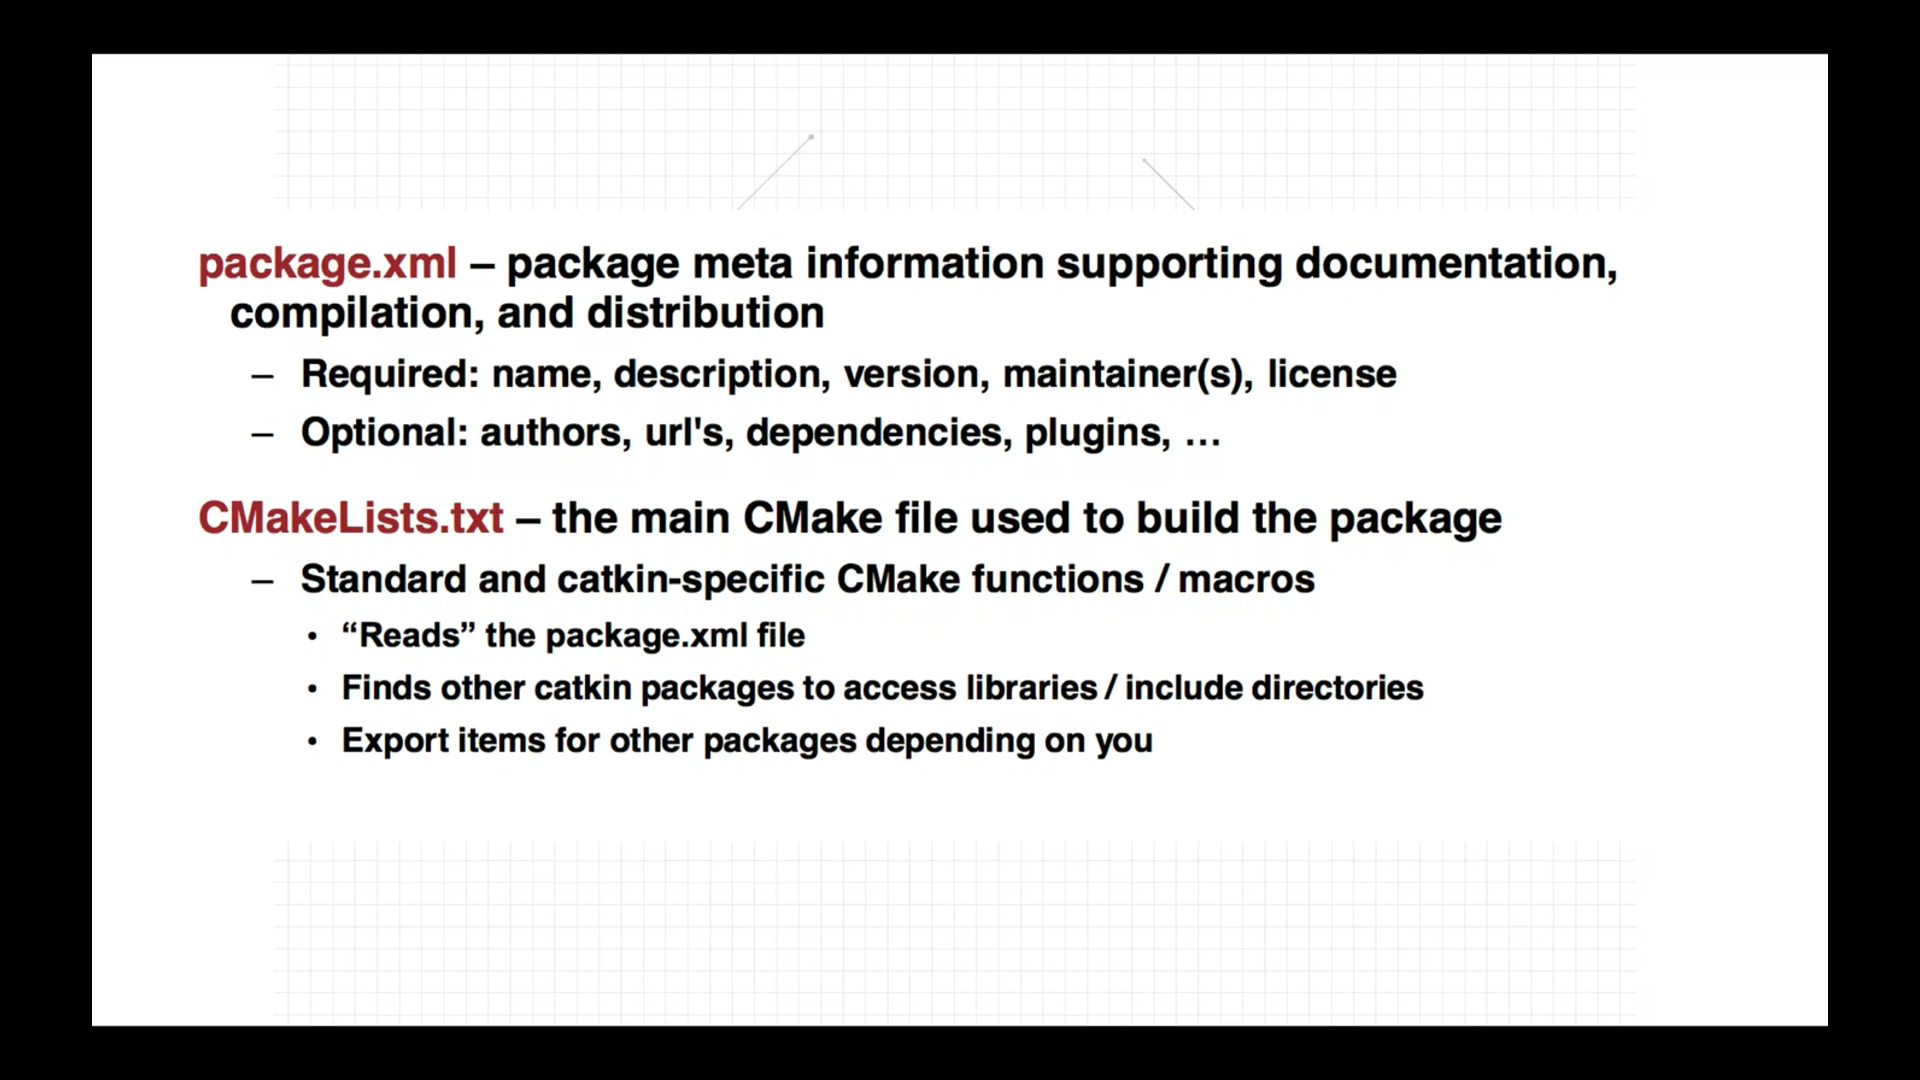 package.xml – package meta information supporting documentation,
compilation, and distribution
– Required: name, description, version, maintainer(s), license
– Optional: authors, url's, dependencies, plugins, …
CMakeLists.txt – the main CMake file used to build the package
– Standard and catkin-specific CMake functions / macros
• “Reads” the package.xml file
• Finds other catkin packages to access libraries / include directories
• Export items for other packages depending on you